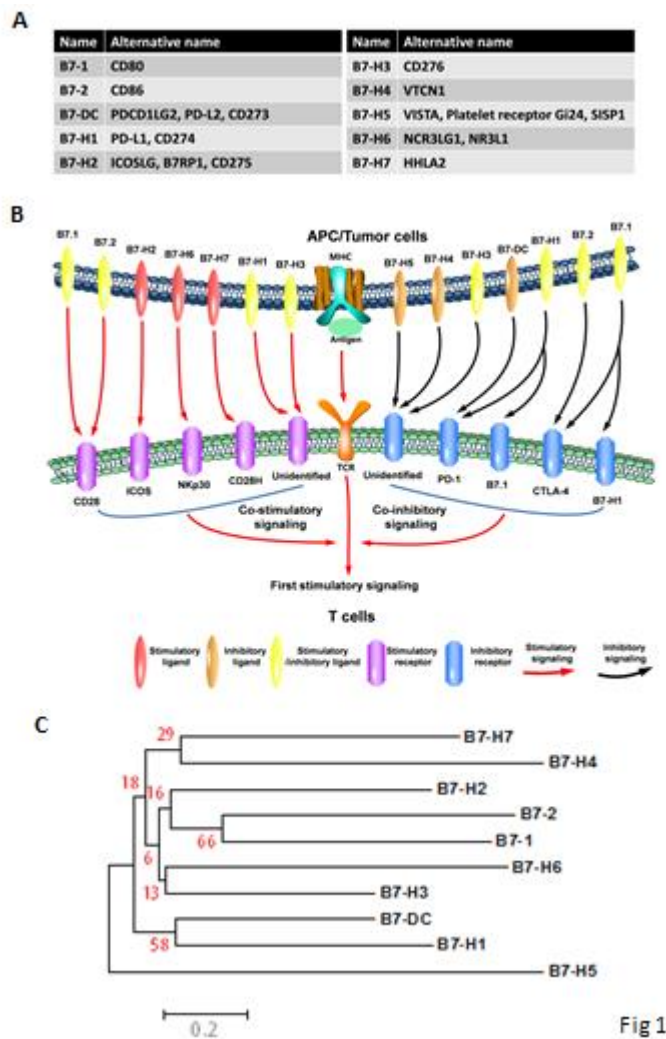 A
Name Alternative name Name Alternative name
B7-1 CD80 B7-H3 CD276
B7-2 CD86 B7-H4 VTCN1
B7-DC PDCD1LG2, PD-L2, CD273 B7-H5 VISTA, Platelet receptor Gi24, SISP1
B7-H1 PD-L1, CD274 B7-H6 NCR3LG1, NR3L1
B7-H2 ICOSLG, B7RP1, CD275 B7-H7 HHLA2
B
APC/Tumor cells
B7.1 B7.2 B7-H2 B7-H6 B7-H7 B7-H1 B7-H3 MHC B7-H5 B7-H4 B7-H3 B7-DC B7-H1 B7.2 B7.1
Antigen
CD28 ICOS NKp30 CD28H Unidentified TCR Unidentified PD-1 B7.1 CTLA-4 B7-H1
Co-stimulatory signaling
Co-inhibitory signaling
First stimulatory signaling
T cells
Stimulatory ligand
Inhibitory ligand
Stimulatory /inhibitory ligand
Stimulatory receptor
Inhibitory receptor
Stimulatory signaling
Inhibitory signaling
C
29 B7-H7
B7-H4
18
16 B7-H2
B7-2
66 B7-1
6
B7-H6
13 B7-H3
B7-DC
58 B7-H1
B7-H5
0.2
Fig 1